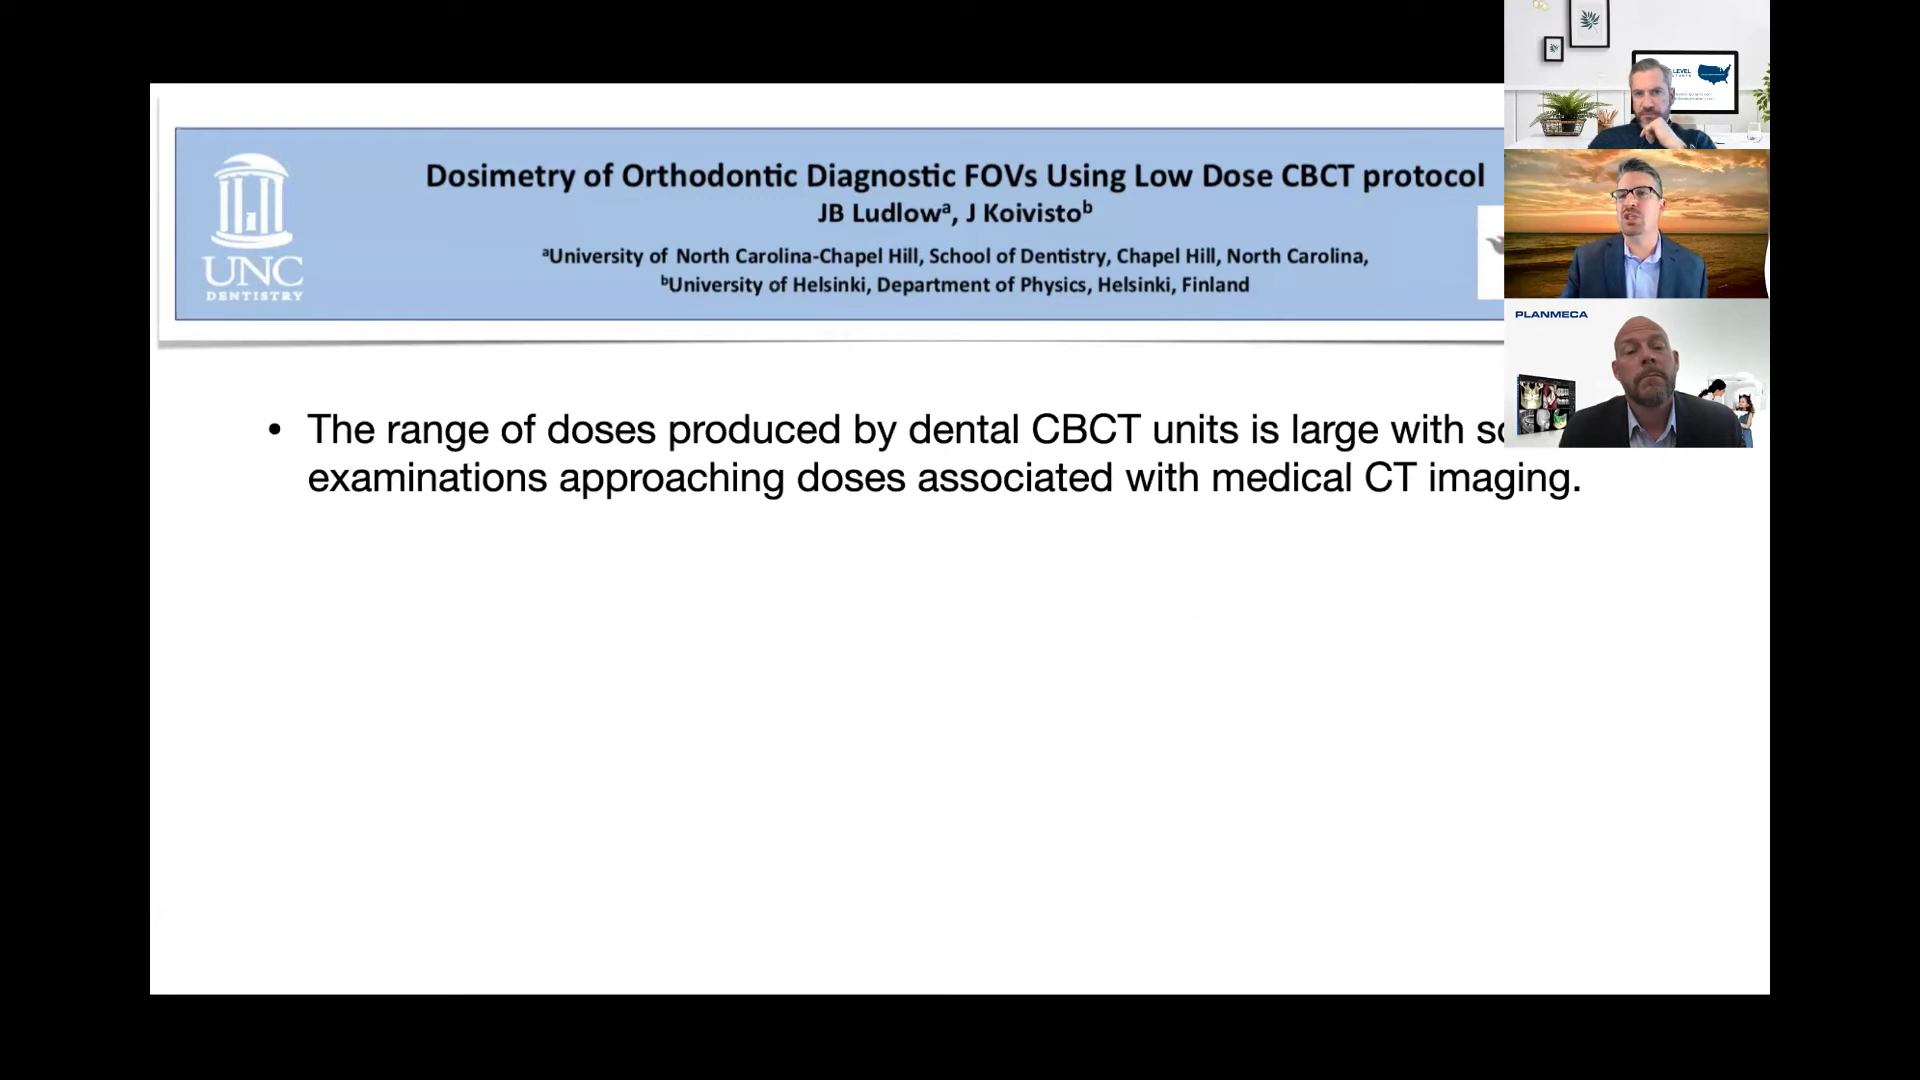 Dosimetry of Orthodontic Diagnostic FOVs Using Low Dose CBCT protocol
JB Ludlowᵃ, J Koivistoᵇ
ᵃUniversity of North Carolina-Chapel Hill, School of Dentistry, Chapel Hill, North Carolina,
ᵇUniversity of Helsinki, Department of Physics, Helsinki, Finland
UNC
DENTISTRY
LEVEL
PLANMECA
• The range of doses produced by dental CBCT units is large with
examinations approaching doses associated with medical CT imaging.